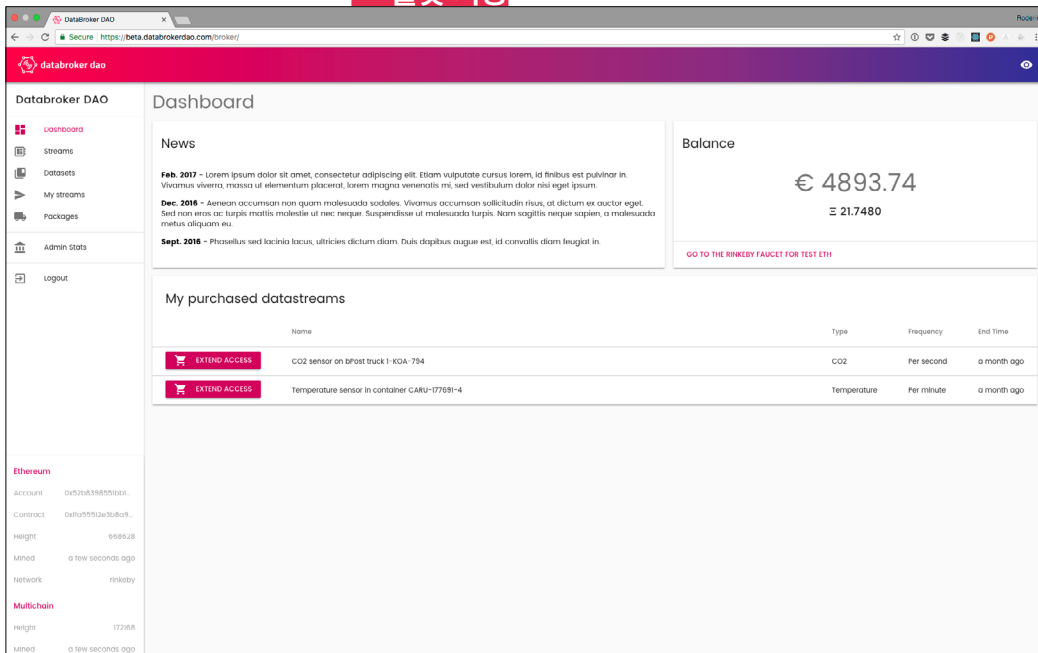 DataBroker DAO
Secure https://beta.databrokerdao.com/broker/
databroker dao
Databroker DAO
Dashboard
Streams
Datasets
My streams
Packages
Admin Stats
Logout
Dashboard
News
Feb. 2017 - Lorem ipsum dolor sit amet, consectetur adipiscing elit. Etiam vulputate cursus lorem, id finibus est pulvinar in.
Vivamus viverra, massa ut elementum placerat, lorem magna venenatis mi, sed vestibulum dolor nisi eget ipsum.
Dec. 2016 - Aenean accumsan non quam malesuada sodales. Vivamus accumsan sollicitudin risus, at dictum ex auctor eget.
Sed non eros ac turpis mattis molestie ut nec neque. Suspendisse ut malesuada turpis. Nam sagittis neque sapien, a malesuada
metus aliquam eu.
Sept. 2016 - Phasellus sed lacinia lacus, ultricies dictum diam. Duis dapibus augue est, id convallis diam feugiat in.
Balance
€ 4893.74
Ξ 21.7480
GO TO THE RINKEBY FAUCET FOR TEST ETH
My purchased datastreams
Name Type Frequency End Time
EXTEND ACCESS CO2 sensor on bPost truck 1-KOA-794 CO2 Per second a month ago
EXTEND ACCESS Temperature sensor in container CARU-177691-4 Temperature Per minute a month ago
Ethereum
Account
Contract
Height 668628
Mined a few seconds ago
Network rinkeby
Multichain
Height 172168
Mined a few seconds ago